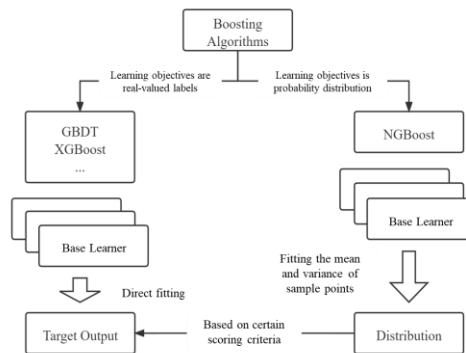 Boosting
Algorithms
Learning objectives are
real-valued labels
Learning objectives is
probability distribution
GBDT
XGBoost
...
NGBoost
Base Learner
Base Learner
Direct fitting
Fitting the mean
and variance of
sample points
Target Output
Based on certain
scoring criteria
Distribution